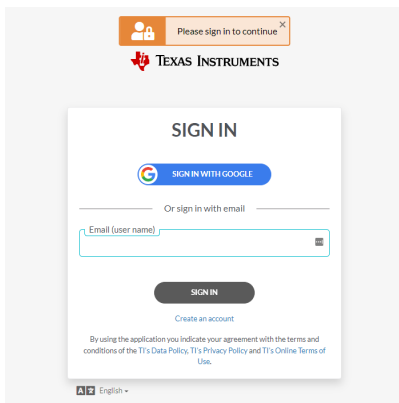 Please sign in to continue ×
TEXAS INSTRUMENTS
SIGN IN
G SIGN IN WITH GOOGLE
Or sign in with email
Email (user name)
SIGN IN
Create an account
By using the application you indicate your agreement with the terms and
conditions of the TI's Data Policy, TI's Privacy Policy and TI's Online Terms of
Use.
English